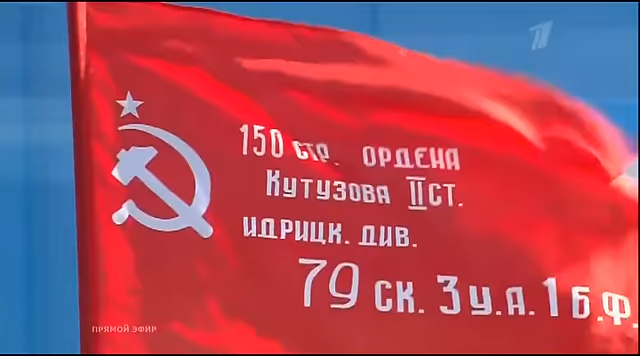 150 стр. ОРДЕНА
Кутузова II СТ.
идрицк. див.
79 ск. 3 у.А. 1 Б.Ф.
ПРЯМОЙ ЭФИР